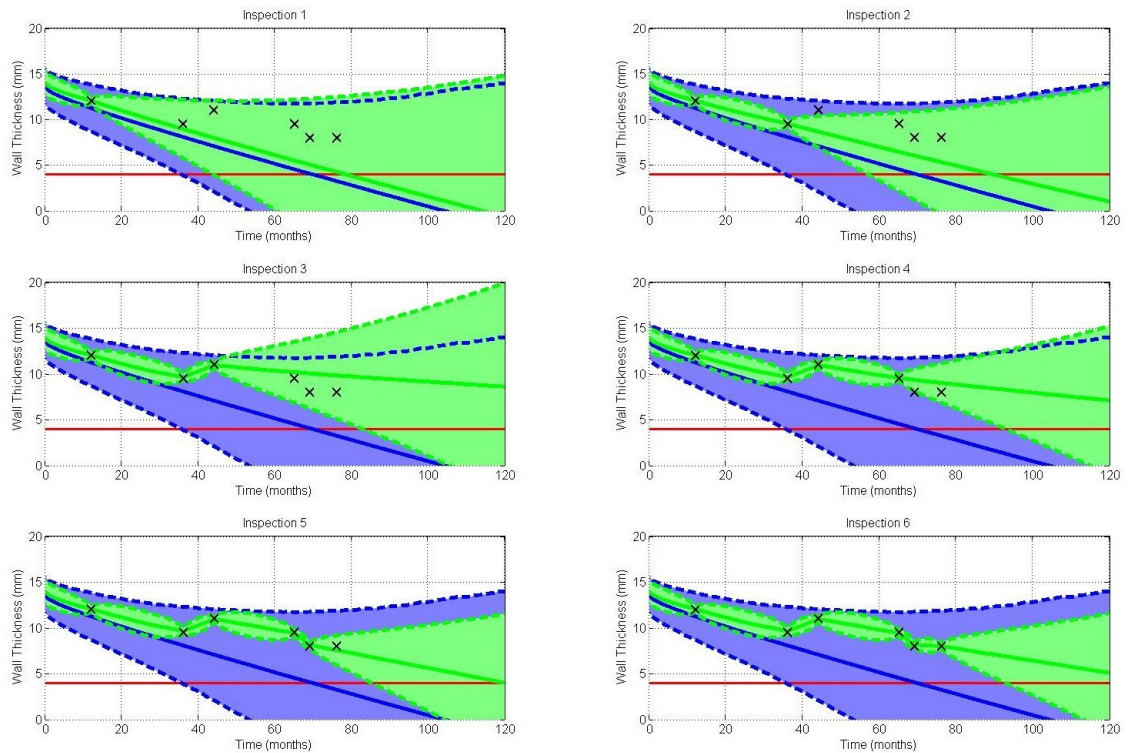 Inspection 1
20
15
10
5
0
Wall Thickness (mm)
0 20 40 60 80 100 120
Time (months)
Inspection 2
20
15
10
5
0
Wall Thickness (mm)
0 20 40 60 80 100 120
Time (months)
Inspection 3
20
15
10
5
0
Wall Thickness (mm)
0 20 40 60 80 100 120
Time (months)
Inspection 4
20
15
10
5
0
Wall Thickness (mm)
0 20 40 60 80 100 120
Time (months)
Inspection 5
20
15
10
5
0
Wall Thickness (mm)
0 20 40 60 80 100 120
Time (months)
Inspection 6
20
15
10
5
0
Wall Thickness (mm)
0 20 40 60 80 100 120
Time (months)